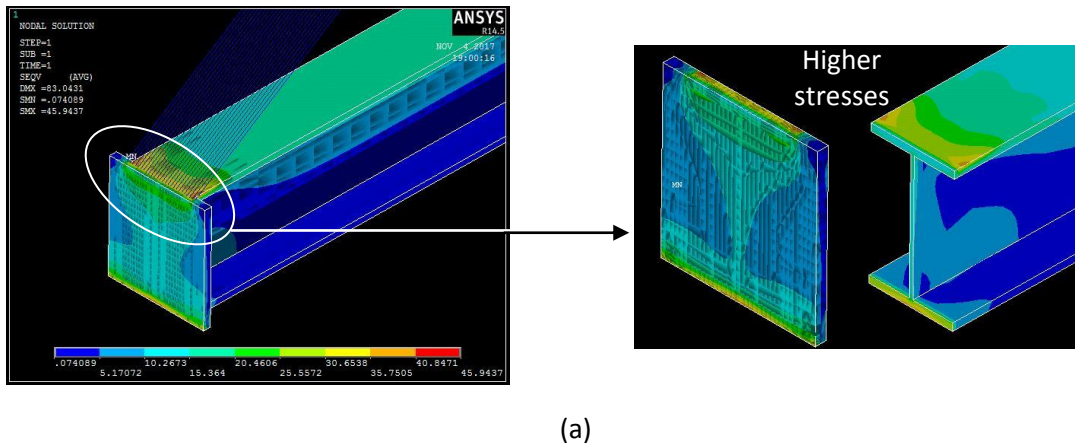 1
NODAL SOLUTION
STEP=1
SUB =1
TIME=1
SEQV (AVG)
DMX =83.0431
SMN =.074089
SMX =45.9437
ANSYS
R14.5
NOV 4 2017
19:00:16
MN
.074089 10.2673 20.4606 30.6538 40.8471
5.17072 15.364 25.5572 35.7505 45.9437
Higher
stresses
MN
(a)